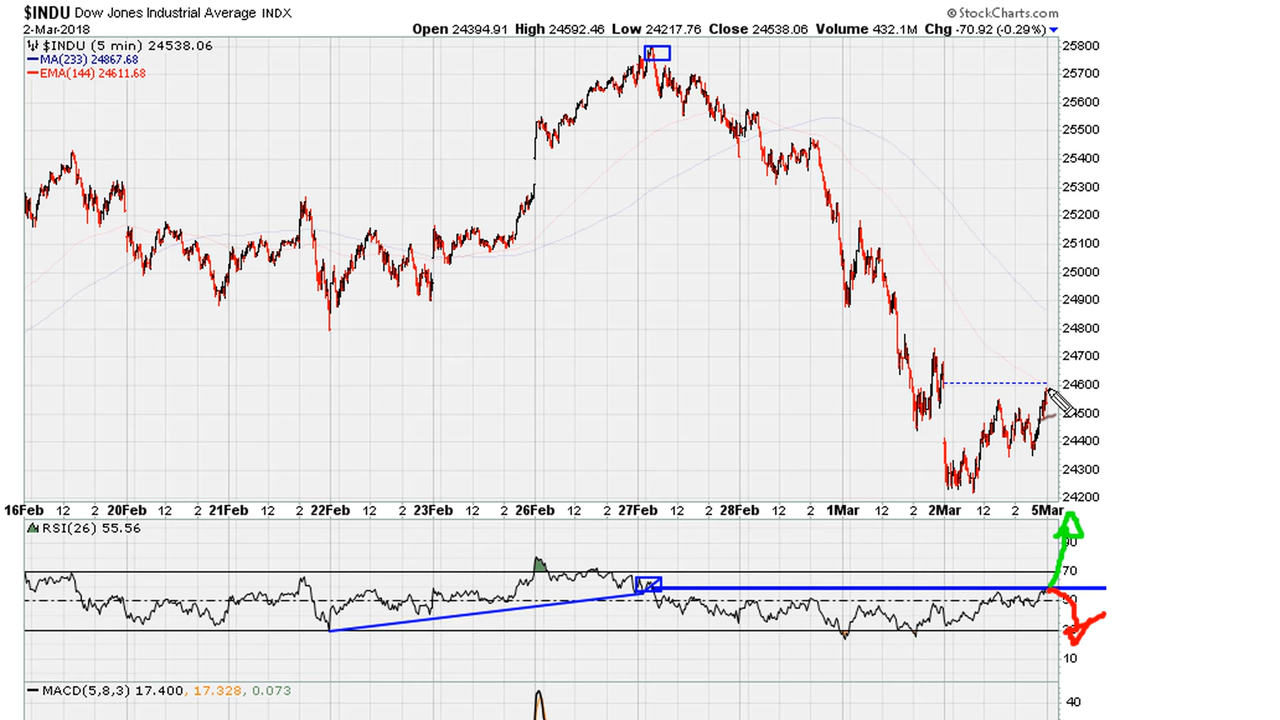 $INDU Dow Jones Industrial Average INDX
© StockCharts.com
2-Mar-2018
Open 24394.91 High 24592.46 Low 24217.76 Close 24538.06 Volume 432.1M Chg -70.92 (-0.29%)
$INDU (5 min) 24538.06
MA(233) 24867.68
EMA(144) 24611.68
25800
25700
25600
25500
25400
25300
25200
25100
25000
24900
24800
24700
24600
24500
24400
24300
24200
16Feb 12 2 20Feb 12 2 21Feb 12 2 22Feb 12 2 23Feb 12 2 26Feb 12 2 27Feb 12 2 28Feb 12 2 1Mar 12 2 2Mar 12 2 5Mar
RSI(26) 55.56
90
70
50
10
MACD(5,8,3) 17.400, 17.328, 0.073
40